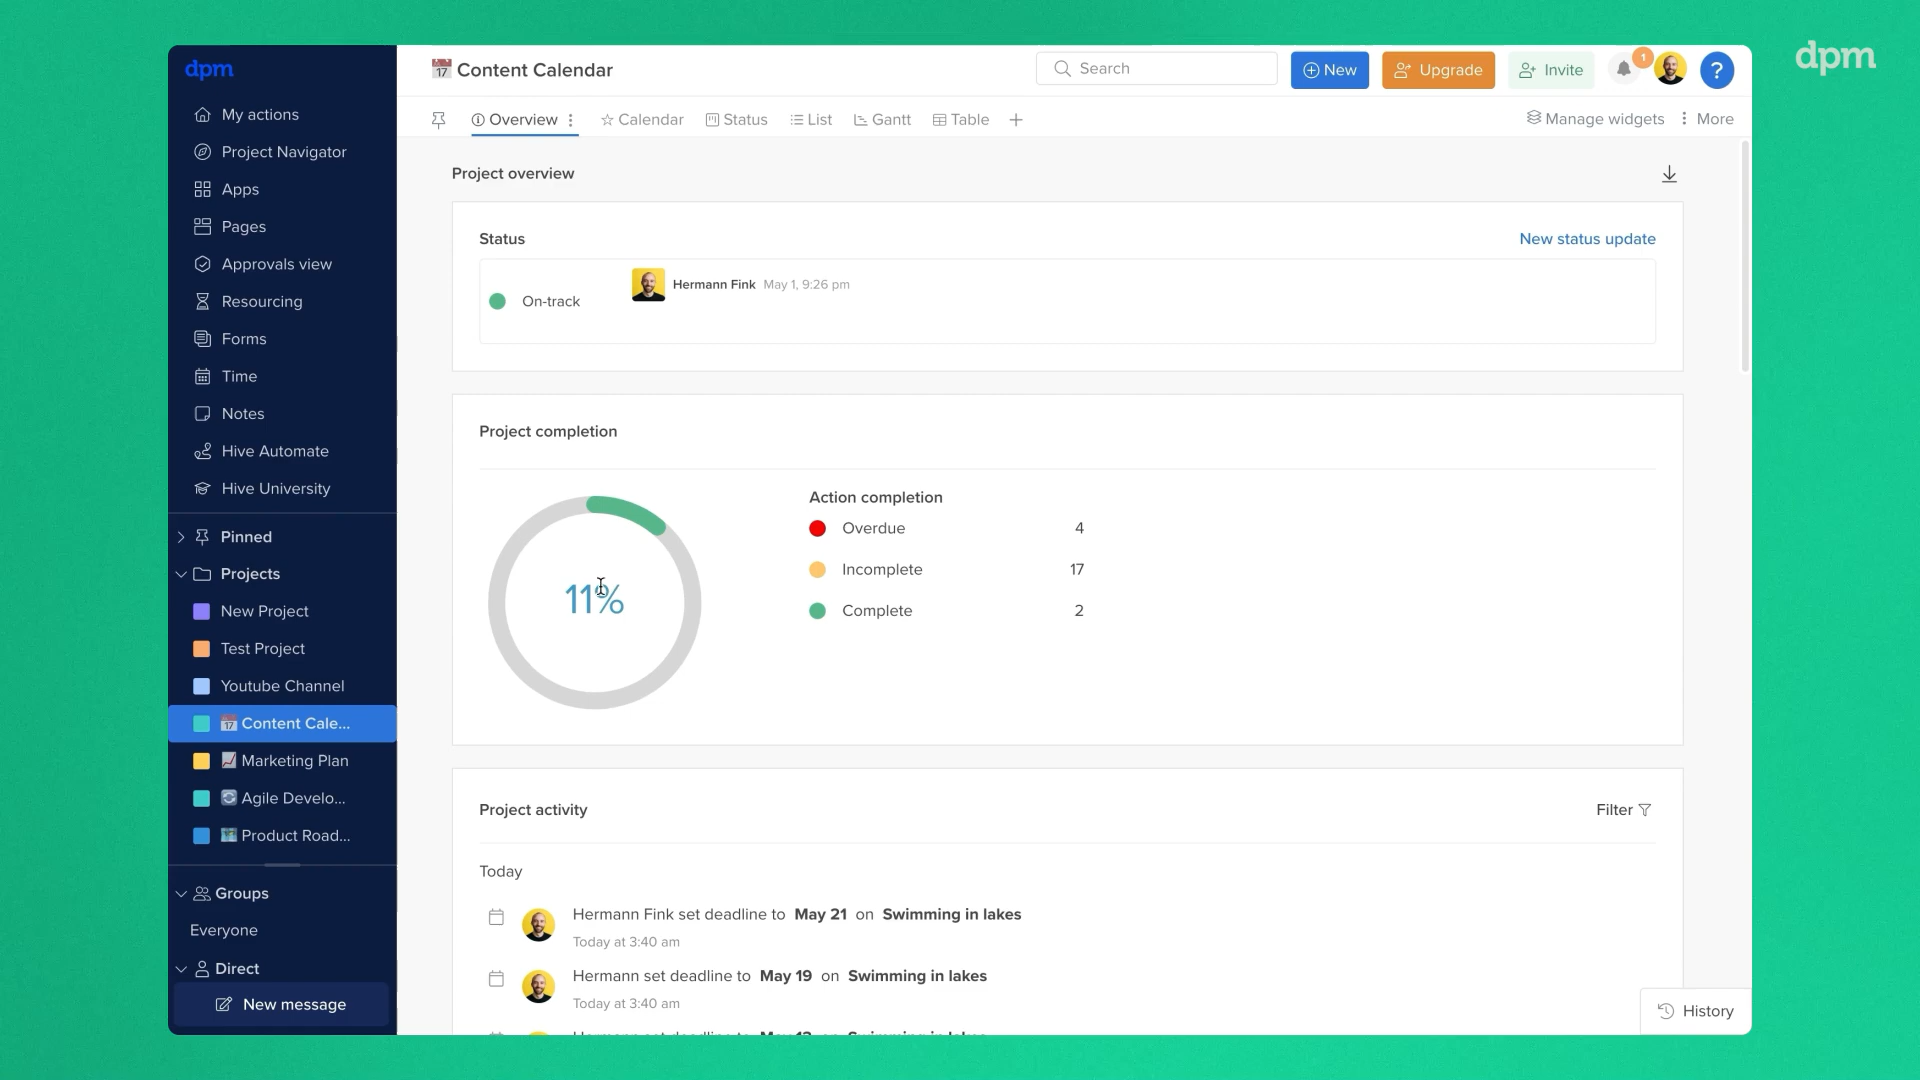 dpm
dpm
My actions
Project Navigator
Apps
Pages
Approvals view
Resourcing
Forms
Time
Notes
Hive Automate
Hive University
Pinned
Projects
New Project
Test Project
Youtube Channel
17 Content Cale...
Marketing Plan
Agile Develo...
Product Road...
Groups
Everyone
Direct
New message
17 Content Calendar
Search
New
Upgrade
Invite
1
?
Overview
Calendar
Status
List
Gantt
Table
Manage widgets
More
Project overview
Status
New status update
On-track
Hermann Fink May 1, 9:26 pm
Project completion
11%
Action completion
Overdue 4
Incomplete 17
Complete 2
Project activity
Filter
Today
Hermann Fink set deadline to May 21 on Swimming in lakes
Today at 3:40 am
Hermann set deadline to May 19 on Swimming in lakes
Today at 3:40 am
History